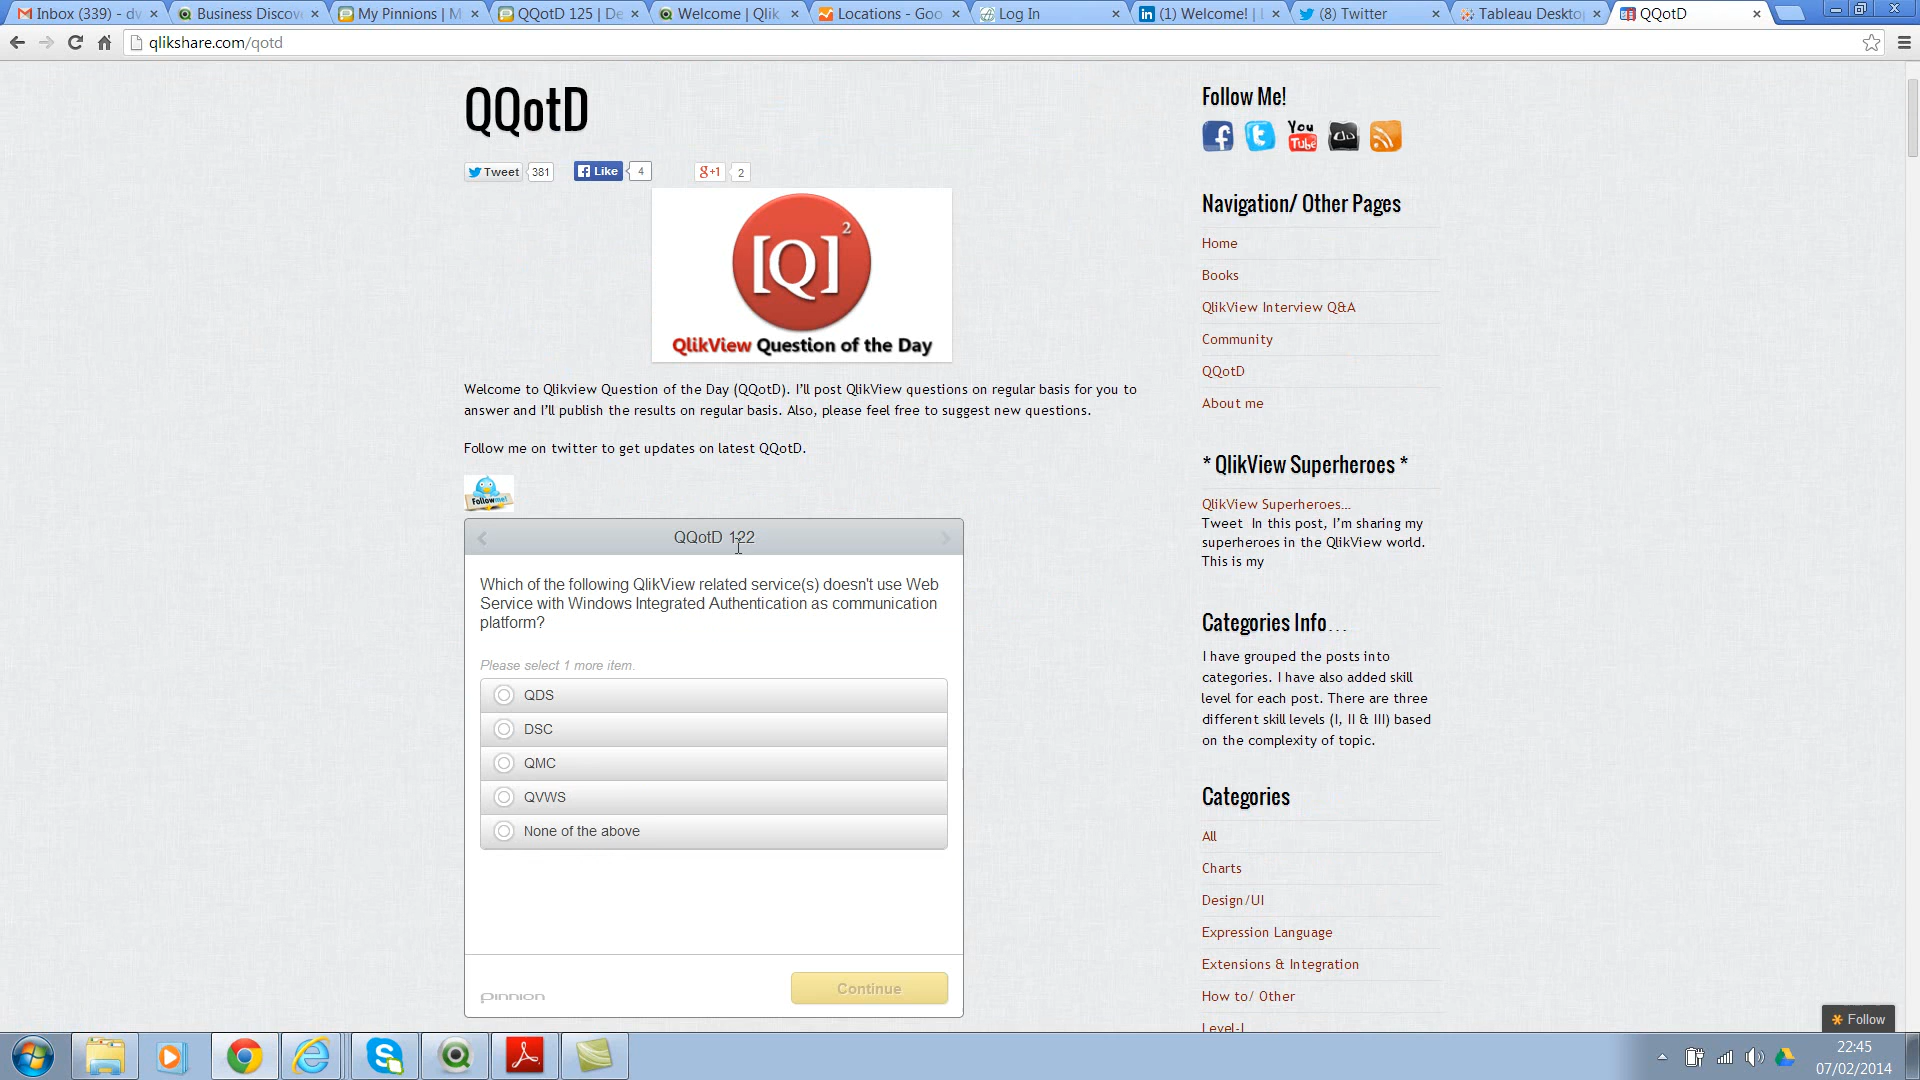 Inbox (339) - dv
Business Discov
My Pinnions | M
QQotD 125 | De
Welcome | Qlik
Locations - Goo
Log In
(1) Welcome! | L
(8) Twitter
Tableau Deskto
QQotD
qlikshare.com/qotd
QQotD
Tweet 381
Like 4
g+1 2
[Q] 2
QlikView Question of the Day
Welcome to Qlikview Question of the Day (QQotD). I'll post QlikView questions on regular basis for you to
answer and I'll publish the results on regular basis. Also, please feel free to suggest new questions.
Follow me on twitter to get updates on latest QQotD.
Followme!
QQotD 122
Which of the following QlikView related service(s) doesn't use Web
Service with Windows Integrated Authentication as communication
platform?
Please select 1 more item.
QDS
DSC
QMC
QVWS
None of the above
pinnion
Continue
Follow Me!
You
Tube
Navigation/ Other Pages
Home
Books
QlikView Interview Q&A
Community
QQotD
About me
* QlikView Superheroes *
QlikView Superheroes...
Tweet In this post, I'm sharing my
superheroes in the QlikView world.
This is my
Categories Info...
I have grouped the posts into
categories. I have also added skill
level for each post. There are three
different skill levels (I, II & III) based
on the complexity of topic.
Categories
All
Charts
Design/UI
Expression Language
Extensions & Integration
How to/ Other
Level-I
Follow
22:45
07/02/2014